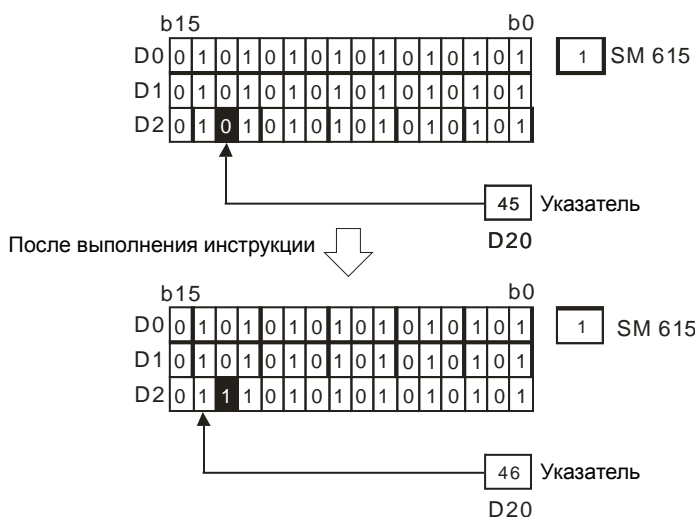 b15 b0
D0 0 1 0 1 0 1 0 1 0 1 0 1 0 1 0 1 1 SM 615
D1 0 1 0 1 0 1 0 1 0 1 0 1 0 1 0 1
D2 0 1 0 1 0 1 0 1 0 1 0 1 0 1 0 1
45 Указатель
D20
После выполнения инструкции
b15 b0
D0 0 1 0 1 0 1 0 1 0 1 0 1 0 1 0 1 1 SM 615
D1 0 1 0 1 0 1 0 1 0 1 0 1 0 1 0 1
D2 0 1 1 1 0 1 0 1 0 1 0 1 0 1 0 1
46 Указатель
D20